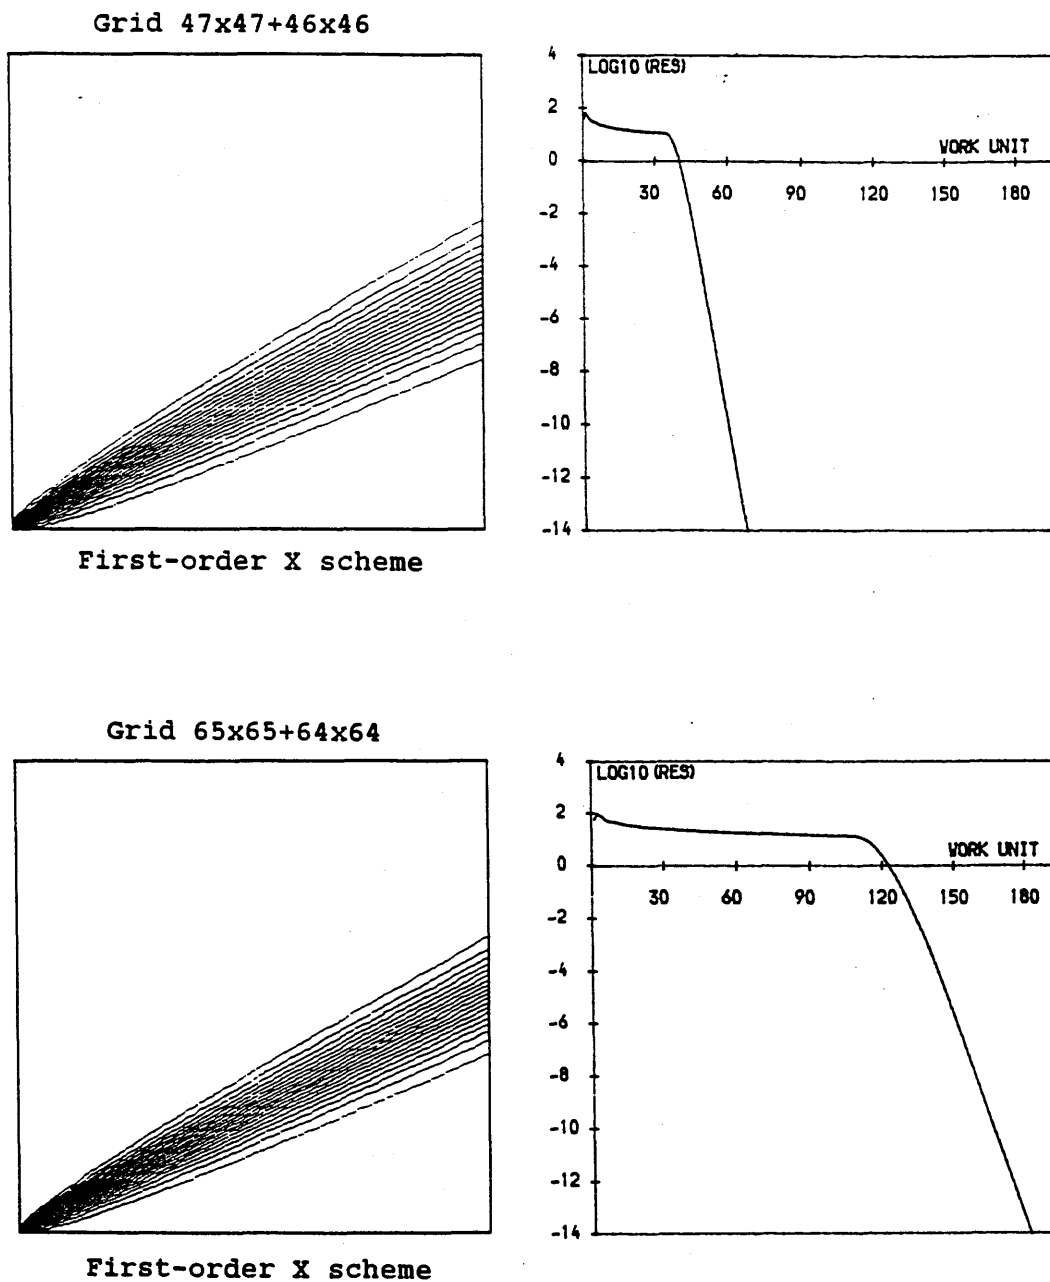 Grid 47x47+46x46
4
LOG10 (RES)
2
WORK UNIT
0
30 60 90 120 150 180
-2
-4
-6
-8
-10
-12
-14
First-order X scheme
Grid 65x65+64x64
4
LOG10 (RES)
2
WORK UNIT
0
30 60 90 120 150 180
-2
-4
-6
-8
-10
-12
-14
First-order X scheme